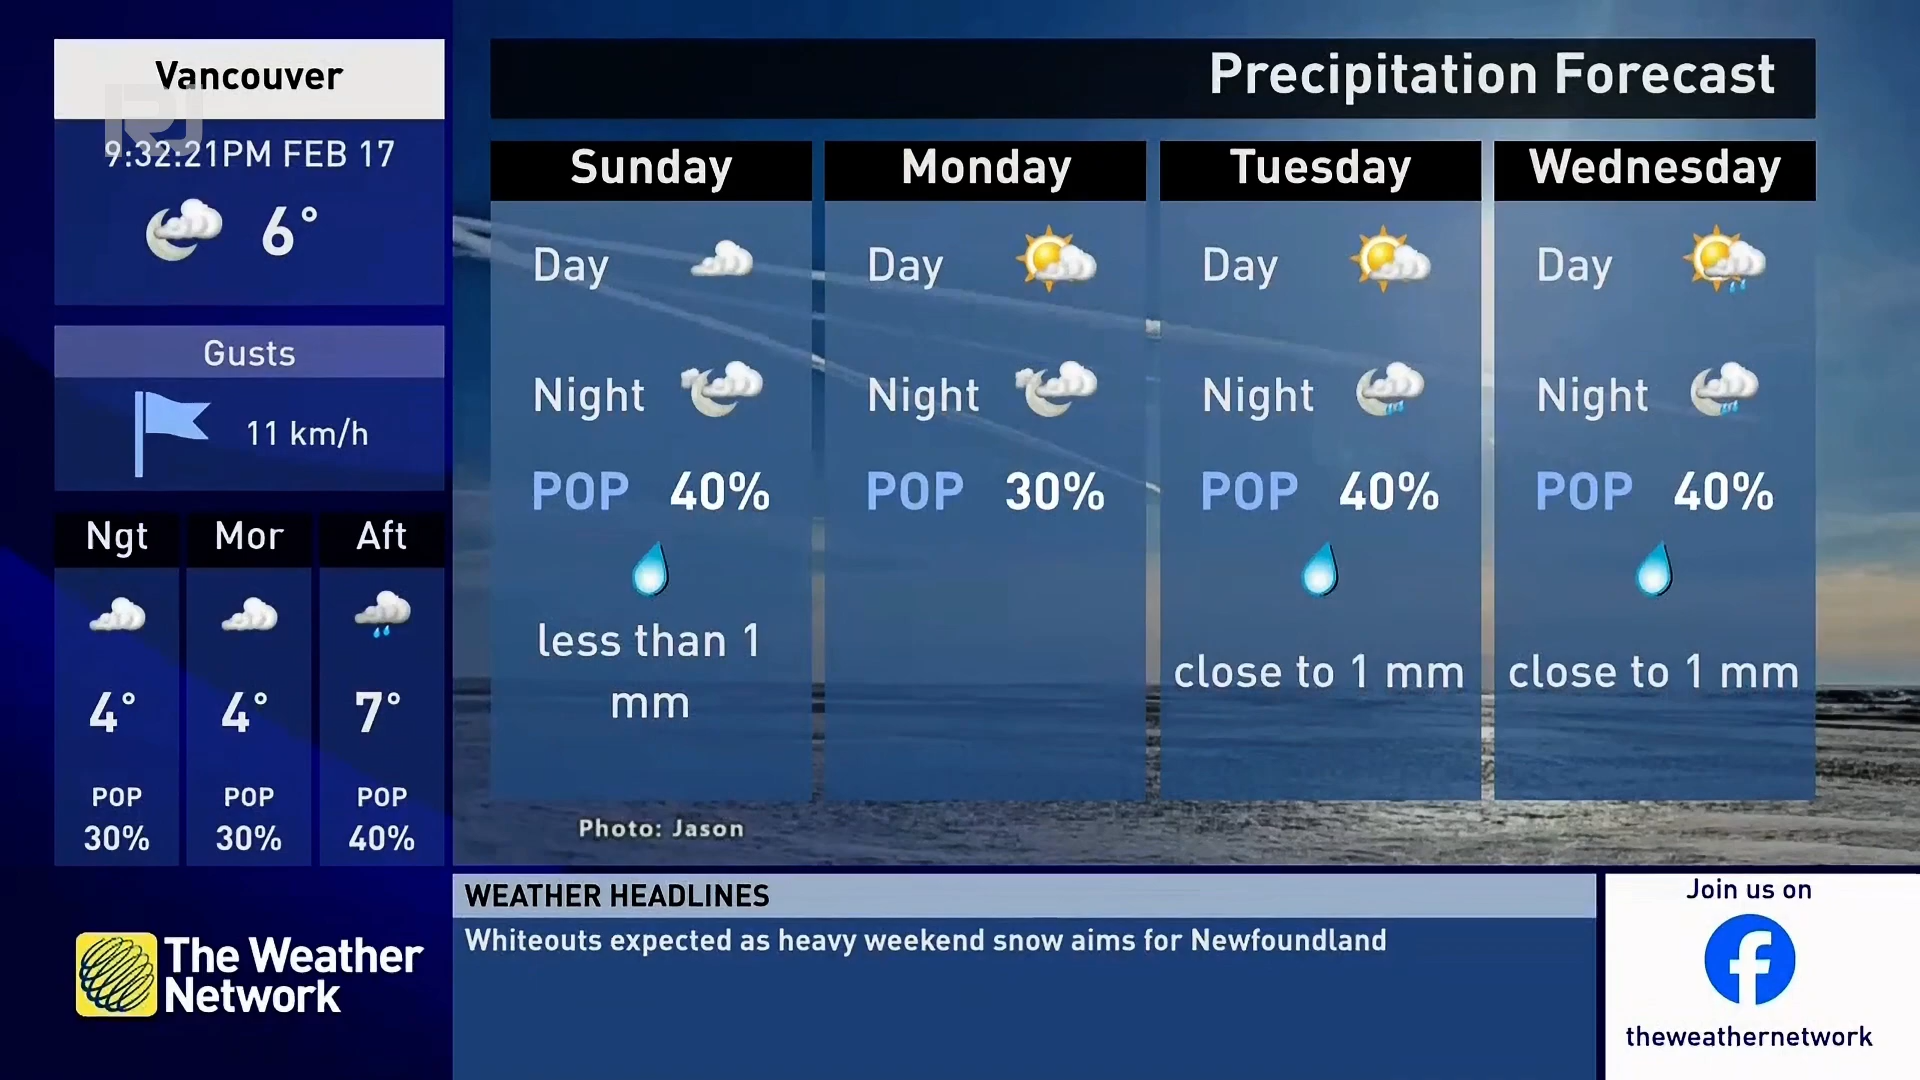 Vancouver
9:32:21PM FEB 17
6°
Gusts
11 km/h
Ngt Mor Aft
4° 4° 7°
POP POP POP
30% 30% 40%
The Weather
Network
Precipitation Forecast
Sunday Monday Tuesday Wednesday
Day Day Day Day
Night Night Night Night
POP 40% POP 30% POP 40% POP 40%
less than 1
mm
close to 1 mm close to 1 mm
Photo: Jason
WEATHER HEADLINES
Whiteouts expected as heavy weekend snow aims for Newfoundland
Join us on
theweathernetwork